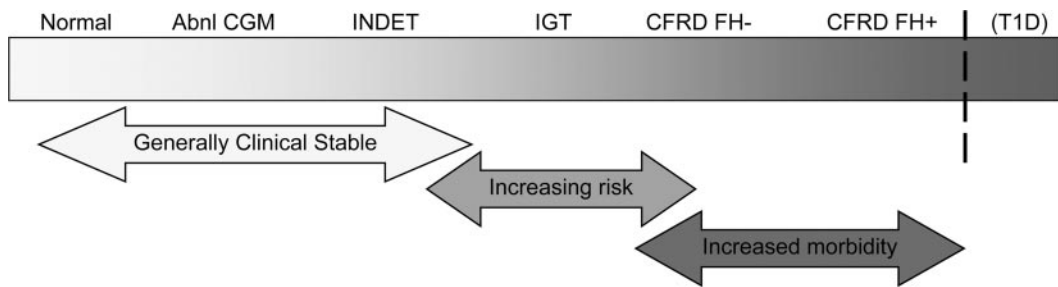 Normal Abnl CGM INDET IGT CFRD FH- CFRD FH+ (T1D)
Generally Clinical Stable
Increasing risk
Increased morbidity